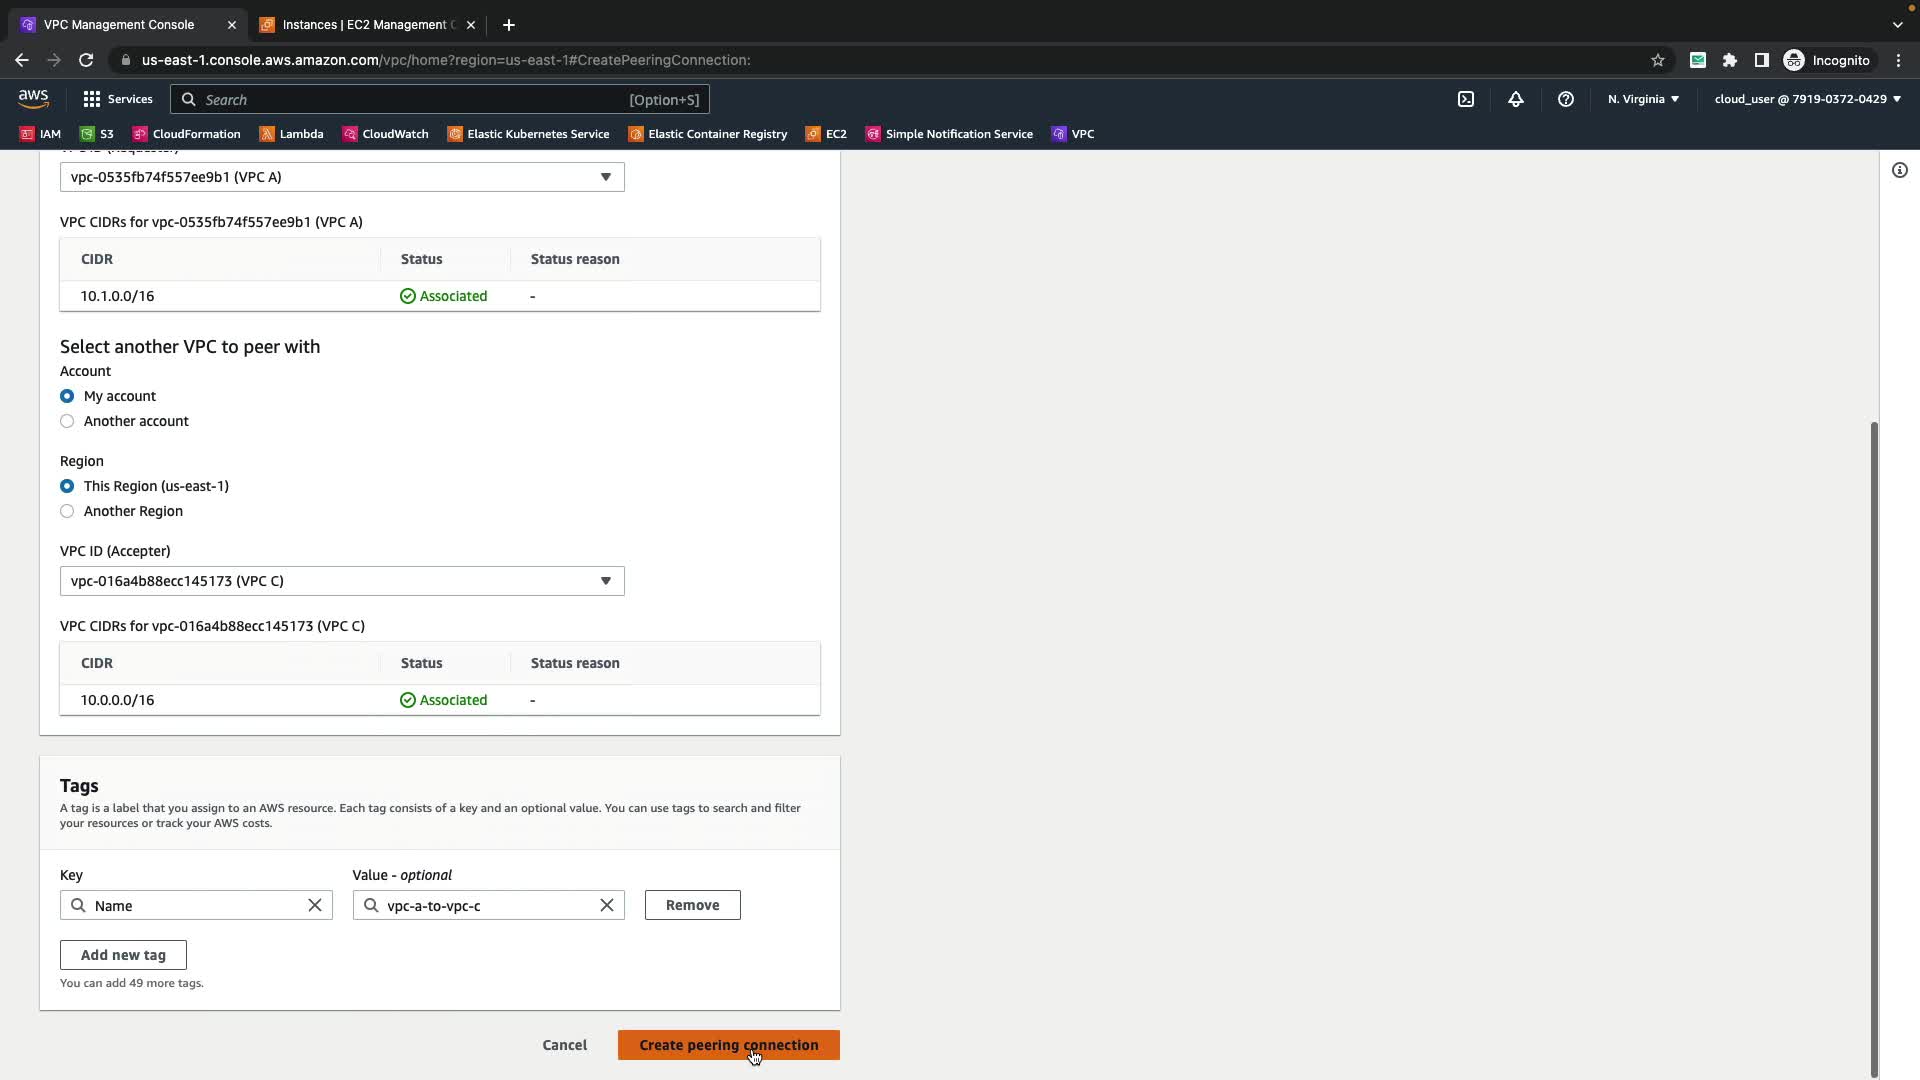 VPC Management Console
Instances | EC2 Management
us-east-1.console.aws.amazon.com/vpc/home?region=us-east-1#CreatePeeringConnection:
Incognito
aws
Services
Search
[Option+S]
N. Virginia
cloud_user @ 7919-0372-0429
IAM
S3
CloudFormation
Lambda
CloudWatch
Elastic Kubernetes Service
Elastic Container Registry
EC2
Simple Notification Service
VPC
vpc-0535fb74f557ee9b1 (VPC A)
VPC CIDRs for vpc-0535fb74f557ee9b1 (VPC A)
CIDR Status Status reason
10.1.0.0/16 Associated -
Select another VPC to peer with
Account
My account
Another account
Region
This Region (us-east-1)
Another Region
VPC ID (Accepter)
vpc-016a4b88ecc145173 (VPC C)
VPC CIDRs for vpc-016a4b88ecc145173 (VPC C)
CIDR Status Status reason
10.0.0.0/16 Associated -
Tags
A tag is a label that you assign to an AWS resource. Each tag consists of a key and an optional value. You can use tags to search and filter
your resources or track your AWS costs.
Key
Value - optional
Name
vpc-a-to-vpc-c
Remove
Add new tag
You can add 49 more tags.
Cancel
Create peering connection